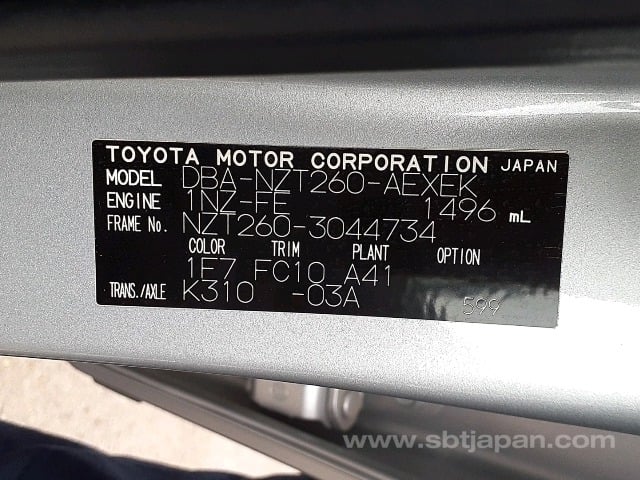 TOYOTA MOTOR CORPORATION JAPAN
MODEL DBA-NZT260-AEXEK
ENGINE 1NZ-FE 1496 mL
FRAME No. NZT260-3044734
COLOR TRIM PLANT OPTION
1E7 FC10 A41
TRANS./AXLE K310 -03A
599
www.sbtjapan.com